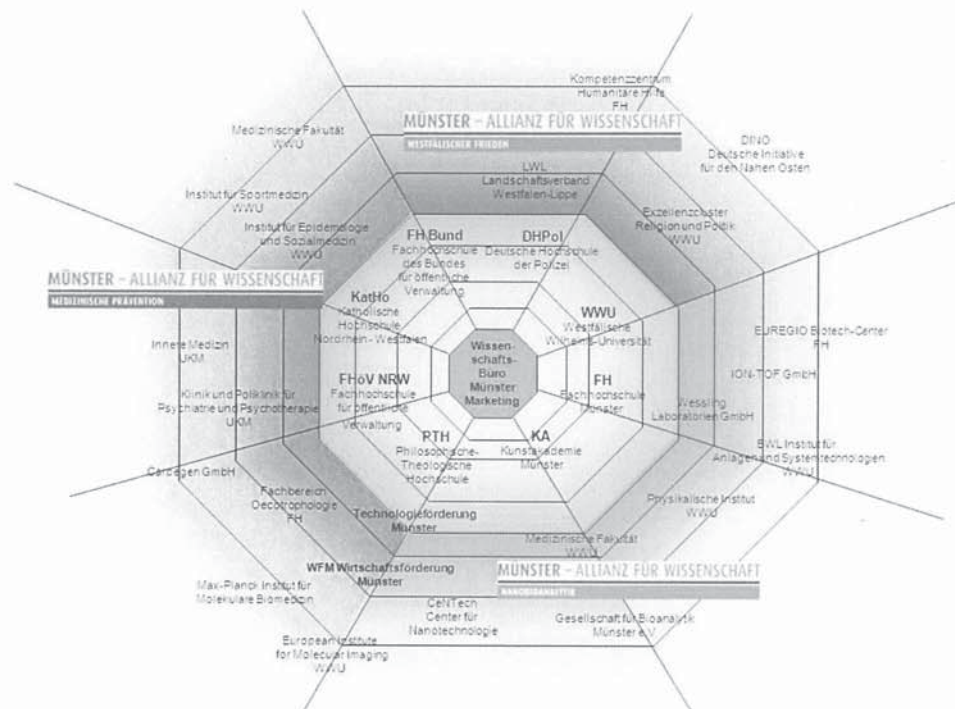 Kompetenzzentrum
Humanitäre Hilfe
FH
MÜNSTER – ALLIANZ FÜR WISSENSCHAFT
WESTFÄLISCHER FRIEDEN
Medizinische Fakultät
WWU
DINO
Deutsche Initiative
für den Nahen Osten
LWL
Landschaftsverband
Westfalen-Lippe
Institut für Sportmedizin
WWU
Exzellenzcluster
Religion und Politik
WWU
Institut für Epidemologie
und Sozialmedzin
WWU
FH Bund
Fachhochschule
des Bundes
für öffentliche
Verwaltung
DHPol
Deutsche Hochschule
der Polizei
MÜNSTER – ALLIANZ FÜR WISSENSCHAFT
MEDIZINISCHE PRÄVENTION
KatHo
Katholische
Hochschule
Nordrhein- Westfalen
WWU
Westfälische
Wilhelms-Universität
Wissen-
schafts-
Büro
Münster
Marketing
Innere Medizin
UKM
EUREGIO Biotech-Center
FH
ION-TOF GmbH
FHöV NRW
Fachhochschule
für öffentliche
Verwaltung
FH
Fachhochschule
Münster
Klinik und Poliklinik für
Psychiatrie und Psychotherapie
UKM
Wessling
Laboratorien GmbH
PTH
Philosophische-
Theologische
Hochschule
KA
Kunstakademie
Münster
BWL Institut für
Anlagen und Systemtechnologien
WWU
Carbegen GmbH
Fachbereich
Oecotrophologie
FH
Physikalische Institut
WWU
Technologieförderung
Münster
Medizinische Fakultät
WWU
WFM Wirtschaftsförderung
Münster
MÜNSTER – ALLIANZ FÜR WISSENSCHAFT
NANOBIOANALYTIK
Max-Planck Institut für
Molekulare Biomedizin
CeNTech
Center für
Nanotechnologie
Gesellschaft für Bioanalytik
Münster e.V.
European Institute
for Molecular Imaging
WWU